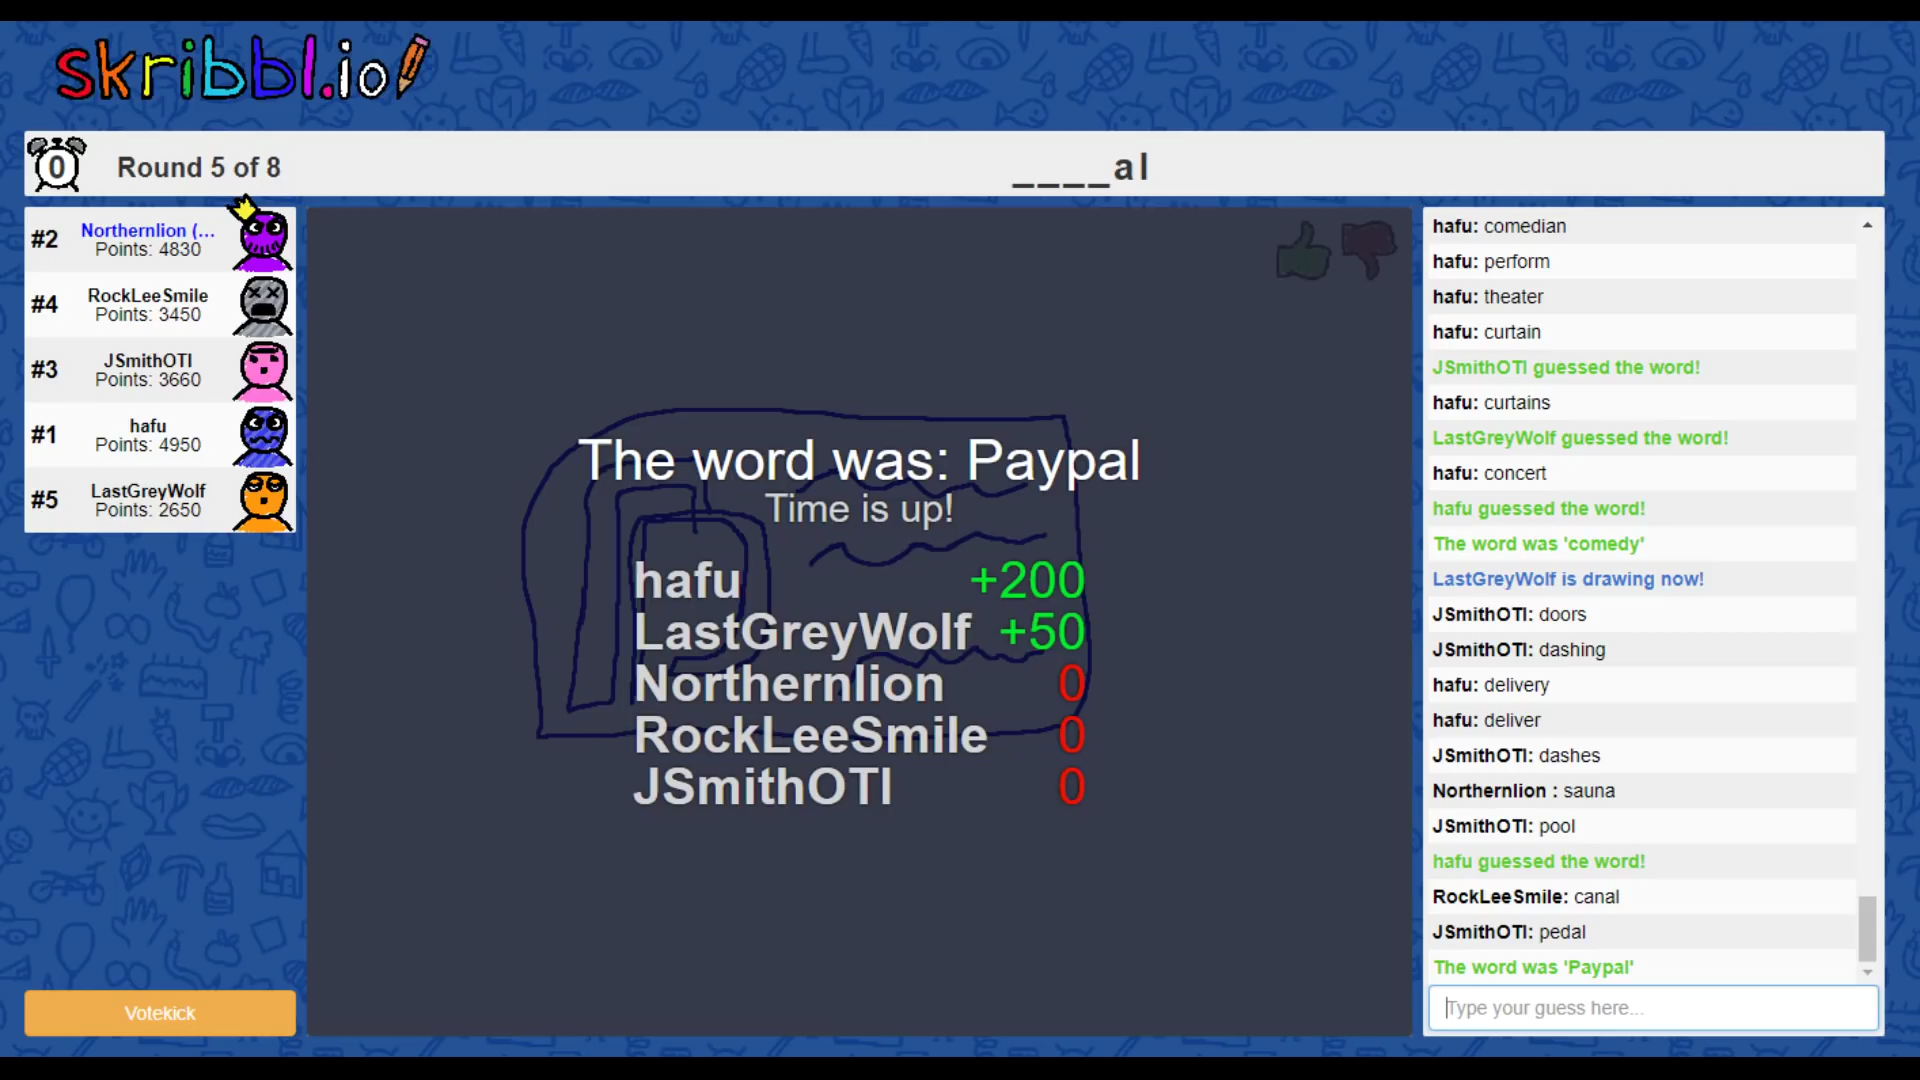 skribbl.io
0
Round 5 of 8
____al
#2
Northernlion (...
Points: 4830
#4
RockLeeSmile
Points: 3450
#3
JSmithOTI
Points: 3660
#1
hafu
Points: 4950
#5
LastGreyWolf
Points: 2650
Votekick
The word was: Paypal
Time is up!
hafu +200
LastGreyWolf +50
Northernlion 0
RockLeeSmile 0
JSmithOTI 0
hafu: comedian
hafu: perform
hafu: theater
hafu: curtain
JSmithOTI guessed the word!
hafu: curtains
LastGreyWolf guessed the word!
hafu: concert
hafu guessed the word!
The word was 'comedy'
LastGreyWolf is drawing now!
JSmithOTI: doors
JSmithOTI: dashing
hafu: delivery
hafu: deliver
JSmithOTI: dashes
Northernlion : sauna
JSmithOTI: pool
hafu guessed the word!
RockLeeSmile: canal
JSmithOTI: pedal
The word was 'Paypal'
Type your guess here...